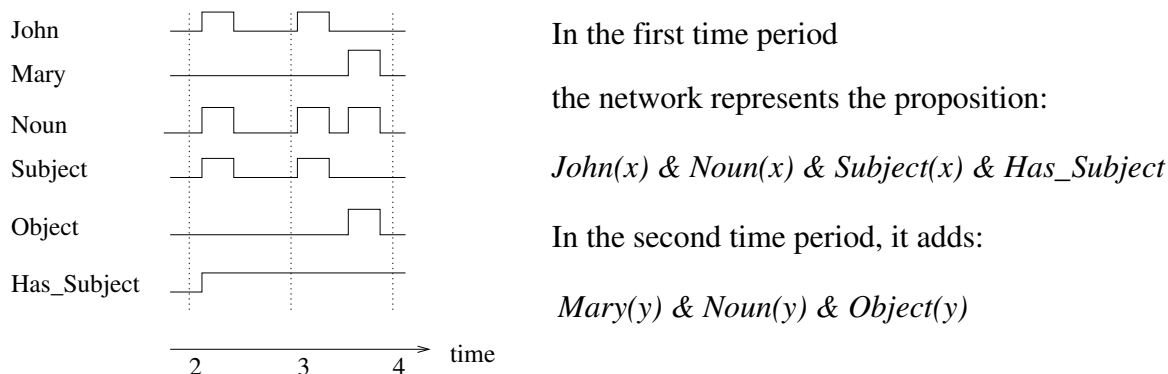 John
Mary
Noun
Subject
Object
Has_Subject
2
3
4
time
In the first time period
the network represents the proposition:
John(x) & Noun(x) & Subject(x) & Has_Subject
In the second time period, it adds:
Mary(y) & Noun(y) & Object(y)